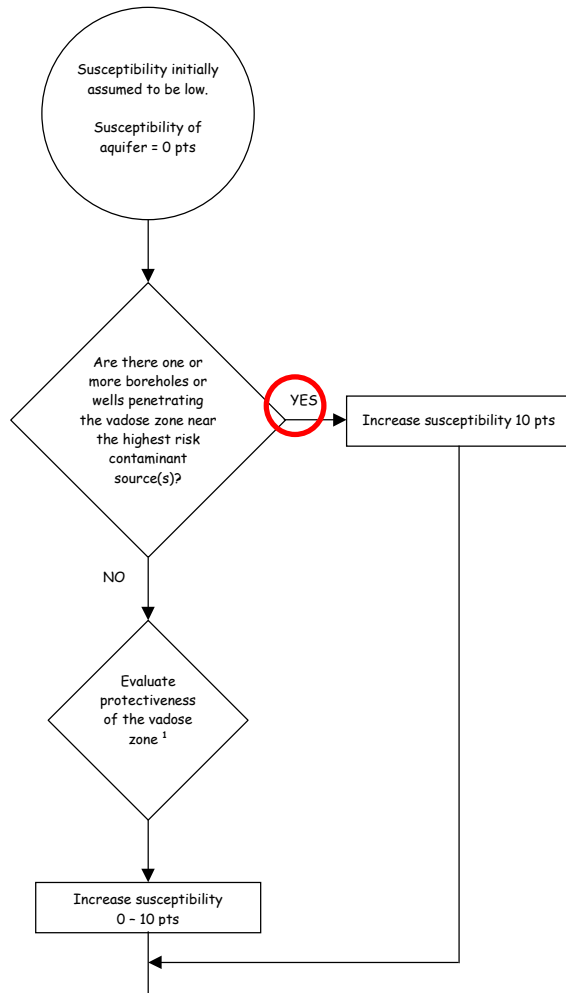 Susceptibility initially
assumed to be low.
Susceptibility of
aquifer = 0 pts
Are there one or
more boreholes or
wells penetrating
the vadose zone near
the highest risk
contaminant
source(s)?
YES
Increase susceptibility 10 pts
NO
Evaluate
protectiveness
of the vadose
zone ¹
Increase susceptibility
0 – 10 pts